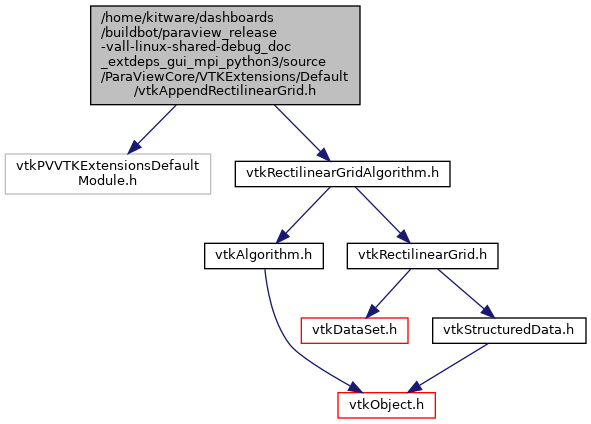 /home/kitware/dashboards
/buildbot/paraview_release
-vall-linux-shared-debug_doc
_extdeps_gui_mpi_python3/source
/ParaViewCore/VTKExtensions/Default
/vtkAppendRectilinearGrid.h
vtkPVVTKExtensionsDefault
Module.h
vtkRectilinearGridAlgorithm.h
vtkAlgorithm.h
vtkRectilinearGrid.h
vtkDataSet.h
vtkStructuredData.h
vtkObject.h